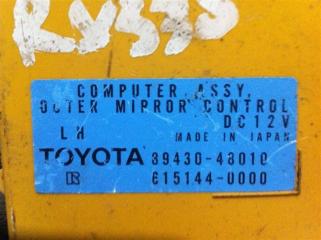 COMPUTER ASSY,
OUTER MIRROR CONTROL
DC12V
LH
MADE IN JAPAN
TOYOTA 89430-48010
R 615144-0000